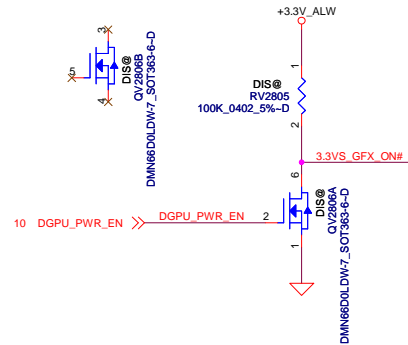 +3.3V_ALW
3
5
4
DIS@
QV2806B
DMN66D0LDW-7_SOT363-6~D
1
DIS@
RV2805
100K_0402_5%~D
2
3.3VS_GFX_ON#
6
10 DGPU_PWR_EN
DGPU_PWR_EN
2
1
DIS@
QV2806A
DMN66D0LDW-7_SOT363-6~D